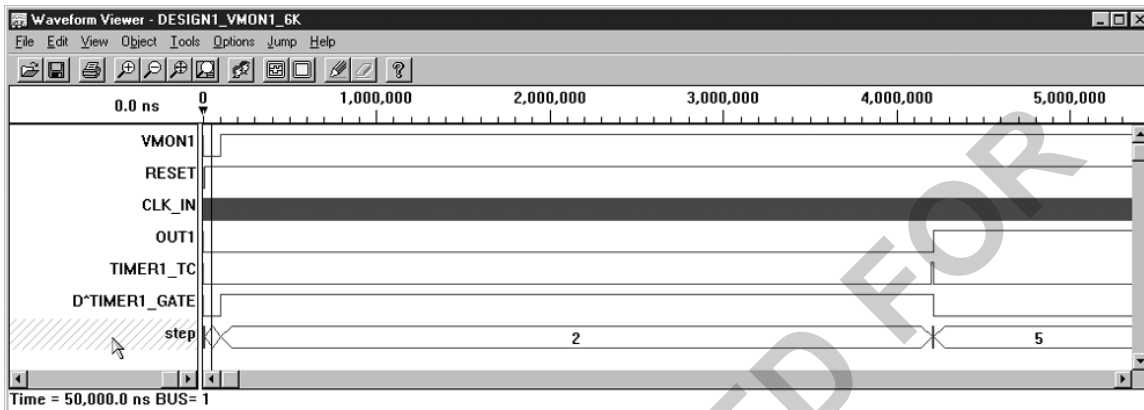 Waveform Viewer - DESIGN1_VMON1_6K
File Edit View Object Tools Options Jump Help
0.0 ns 0 1,000,000 2,000,000 3,000,000 4,000,000 5,000,000
VMON1
RESET
CLK_IN
OUT1
TIMER1_TC
D^TIMER1_GATE
step 2 5
Time = 50,000.0 ns BUS= 1
ED FOR